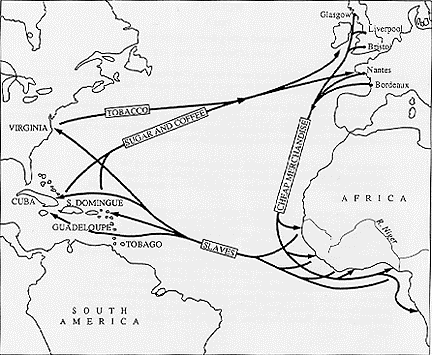 Glasgow
Liverpool
Bristol
Nantes
Bordeaux
TOBACCO
VIRGINIA
SUGAR AND COFFEE
CHEAP MERCHANDISE
AFRICA
CUBA
S. DOMINGUE
R. Niger
GUADELOUPE
SLAVES
TOBAGO
SOUTH
AMERICA